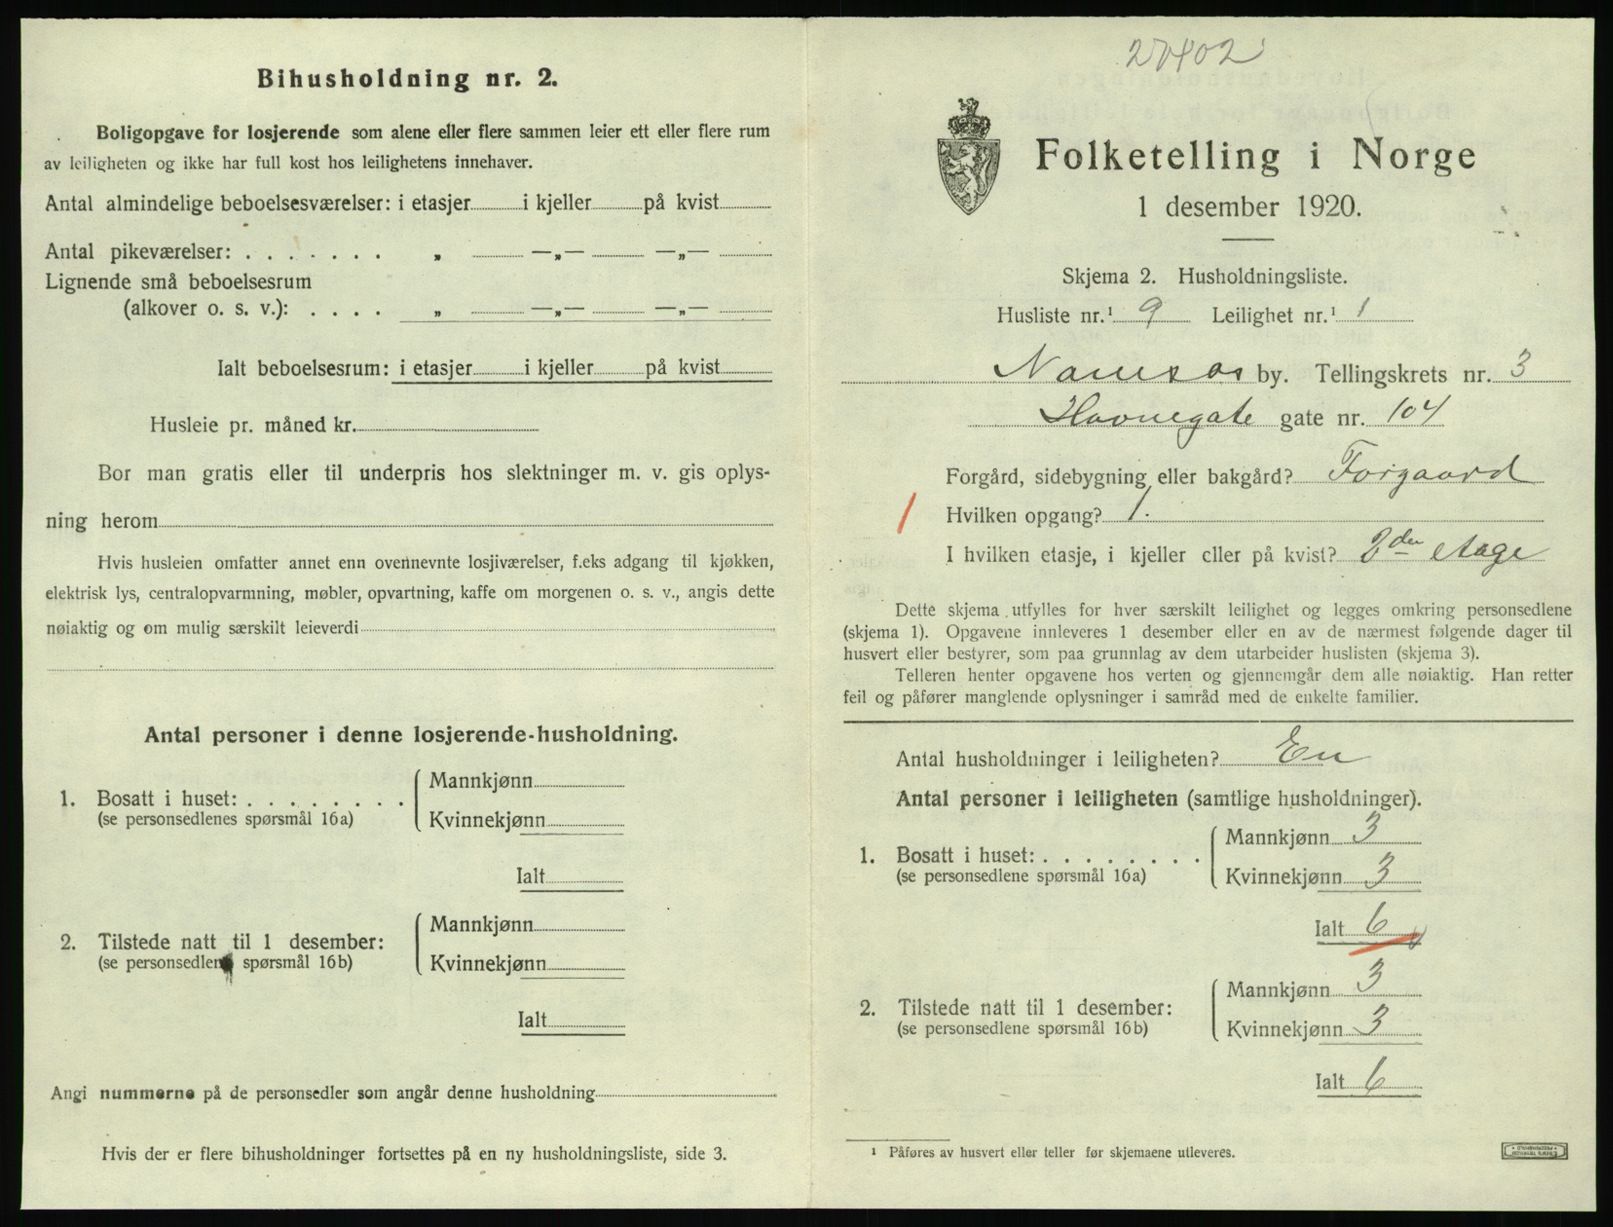 Bihusholdning nr. 2.
Boligopgave for losjerende som alene eller flere sammen leier ett eller flere rum
av leiligheten og ikke har full kost hos leilighetens innehaver.
Antal almindelige beboelsesværelser: i etasjer i kjeller på kvist
Antal pikeværelser: . . . . . . . „ —„— —„—
Lignende små beboelsesrum
(alkover o. s. v.): . . . . „ —„— —„—
Ialt beboelsesrum: i etasjer i kjeller på kvist
Husleie pr. måned kr.
Bor man gratis eller til underpris hos slektninger m. v. gis oplys-
ning herom
Hvis husleien omfatter annet enn ovennevnte losjiværelser, f.eks adgang til kjøkken,
elektrisk lys, centralopvarmning, møbler, opvartning, kaffe om morgenen o. s. v., angis dette
nøiaktig og om mulig særskilt leieverdi
Antal personer i denne losjerende-husholdning.
1. Bosatt i huset: . . . . . . . .
(se personsedlenes spørsmål 16a)
Mannkjønn
Kvinnekjønn
Ialt
2. Tilstede natt til 1 desember:
(se personsedlene spørsmål 16b)
Mannkjønn
Kvinnekjønn
Ialt
Angi nummerne på de personsedler som angår denne husholdning
Hvis der er flere bihusholdninger fortsettes på en ny husholdningsliste, side 3.
Folketelling i Norge
1 desember 1920.
Skjema 2. Husholdningsliste.
Husliste nr.¹ 9 Leilighet nr.¹ 1
Namsos by. Tellingskrets nr. 3
Havnegate gate nr. 104
Forgård, sidebygning eller bakgård? Forgaard
Hvilken opgang? 1.
I hvilken etasje, i kjeller eller på kvist? 2den etage
Dette skjema utfylles for hver særskilt leilighet og legges omkring personsedlene
(skjema 1). Opgavene innleveres 1 desember eller en av de nærmest følgende dager til
husvert eller bestyrer, som paa grunnlag av dem utarbeider huslisten (skjema 3).
Telleren henter opgavene hos verten og gjennemgår dem alle nøiaktig. Han retter
feil og påfører manglende oplysninger i samråd med de enkelte familier.
Antal husholdninger i leiligheten? En
Antal personer i leiligheten (samtlige husholdninger).
1. Bosatt i huset: . . . . . . . .
(se personsedlene spørsmål 16a)
Mannkjønn 3
Kvinnekjønn 3
Ialt 6
2. Tilstede natt til 1 desember:
(se personsedlene spørsmål 16b)
Mannkjønn 3
Kvinnekjønn 3
Ialt 6
¹ Påføres av husvert eller teller før skjemaene utleveres.